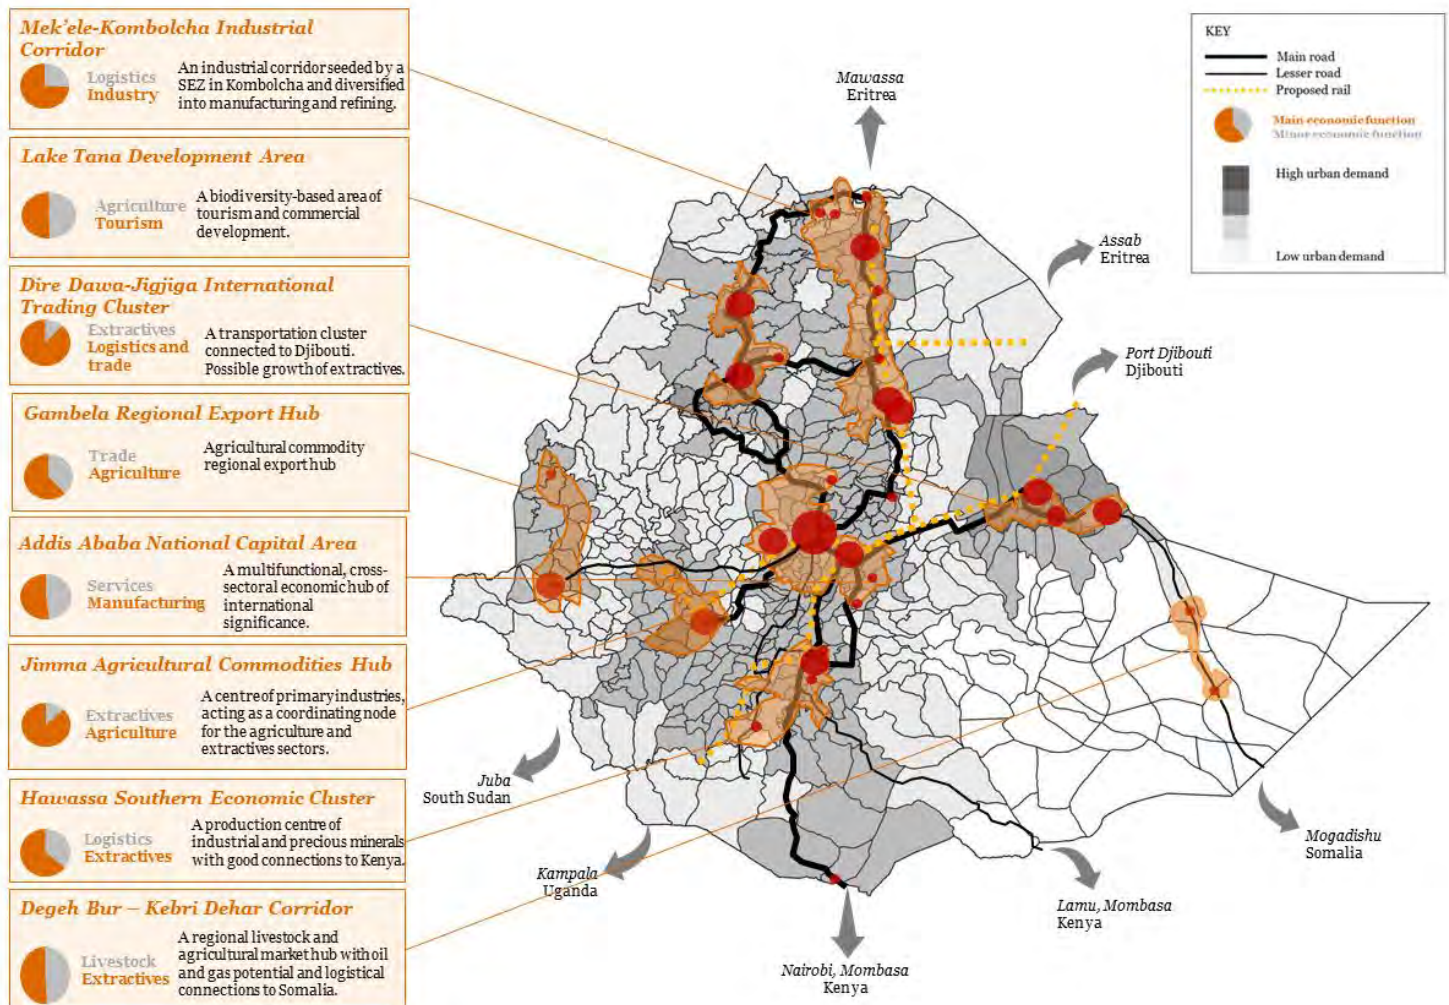 Mek'ele-Kombolcha Industrial
Corridor
Logistics
Industry
An industrial corridor seeded by a
SEZ in Kombolcha and diversified
into manufacturing and refining.
Lake Tana Development Area
Agriculture
Tourism
A biodiversity-based area of
tourism and commercial
development.
Dire Dawa-Jigjiga International
Trading Cluster
Extractives
Logistics and
trade
A transportation cluster
connected to Djibouti.
Possible growth of extractives.
Gambela Regional Export Hub
Trade
Agriculture
Agricultural commodity
regional export hub
Addis Ababa National Capital Area
Services
Manufacturing
A multifunctional, cross-
sectoral economic hub of
international
significance.
Jimma Agricultural Commodities Hub
Extractives
Agriculture
A centre of primary industries,
acting as a coordinating node
for the agriculture and
extractives sectors.
Hawassa Southern Economic Cluster
Logistics
Extractives
A production centre of
industrial and precious minerals
with good connections to Kenya.
Degeh Bur – Kebri Dehar Corridor
Livestock
Extractives
A regional livestock and
agricultural market hub with oil
and gas potential and logistical
connections to Somalia.
Mawassa
Eritrea
Assab
Eritrea
Port Djibouti
Djibouti
Mogadishu
Somalia
Lamu, Mombasa
Kenya
Nairobi, Mombasa
Kenya
Kampala
Uganda
Juba
South Sudan
KEY
Main road
Lesser road
Proposed rail
Main economic function
Minor economic function
High urban demand
Low urban demand